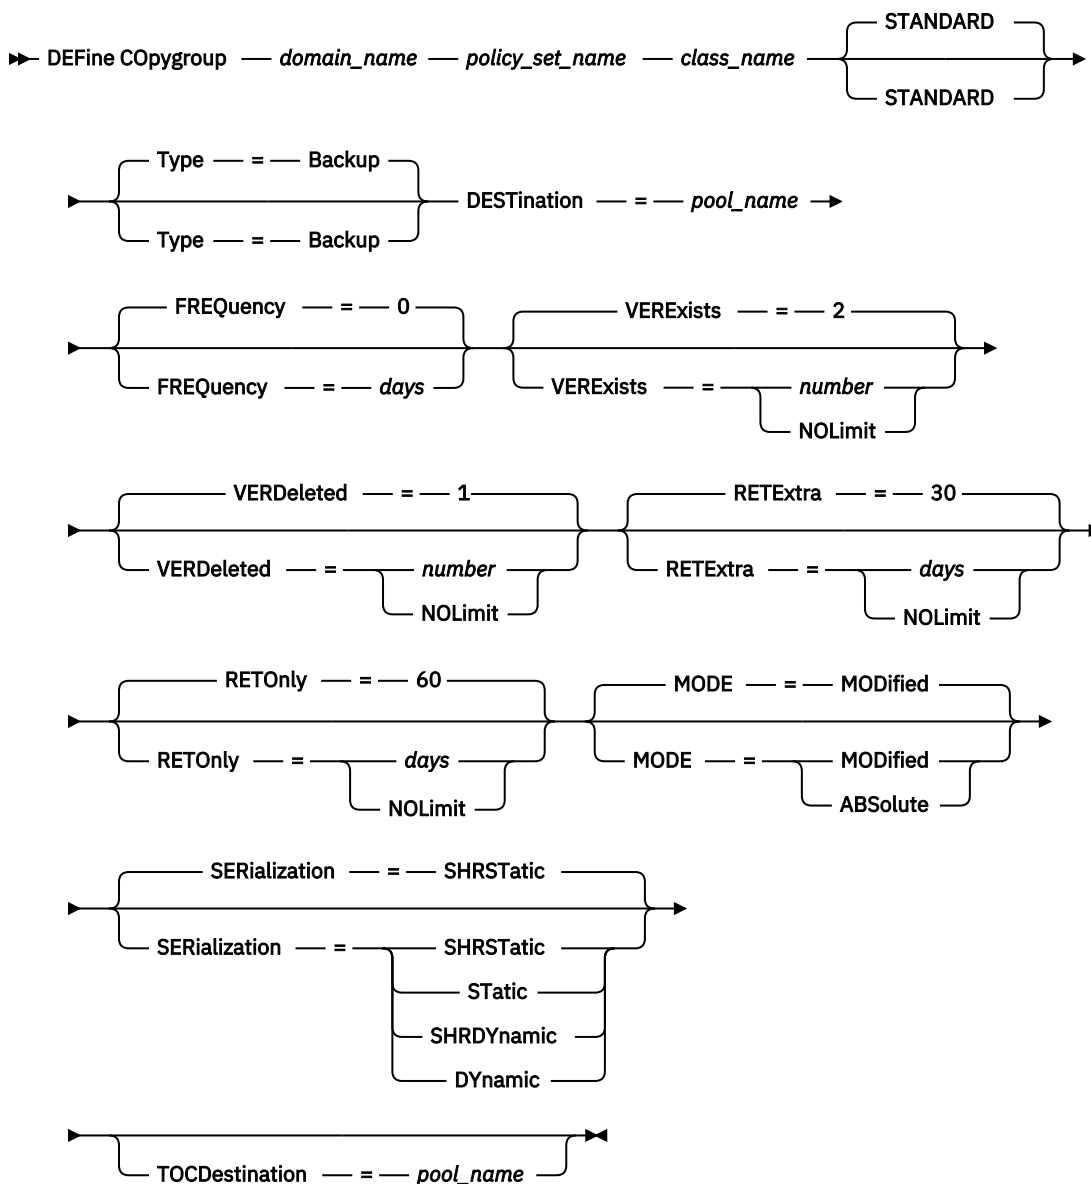 STANDARD
DEFine COpygroup domain_name policy_set_name class_name
STANDARD
Type = Backup
DESTination = pool_name
Type = Backup
FREQuency = 0 VERExists = 2
FREQuency = days VERExists = number
NOLimit
VERDeleted = 1 RETExtra = 30
VERDeleted = number RETExtra = days
NOLimit NOLimit
RETOnly = 60 MODE = MODified
RETOnly = days MODE = MODified
NOLimit ABSolute
SERialization = SHRSTatic
SERialization = SHRSTatic
STatic
SHRDYnamic
DYnamic
TOCDestination = pool_name